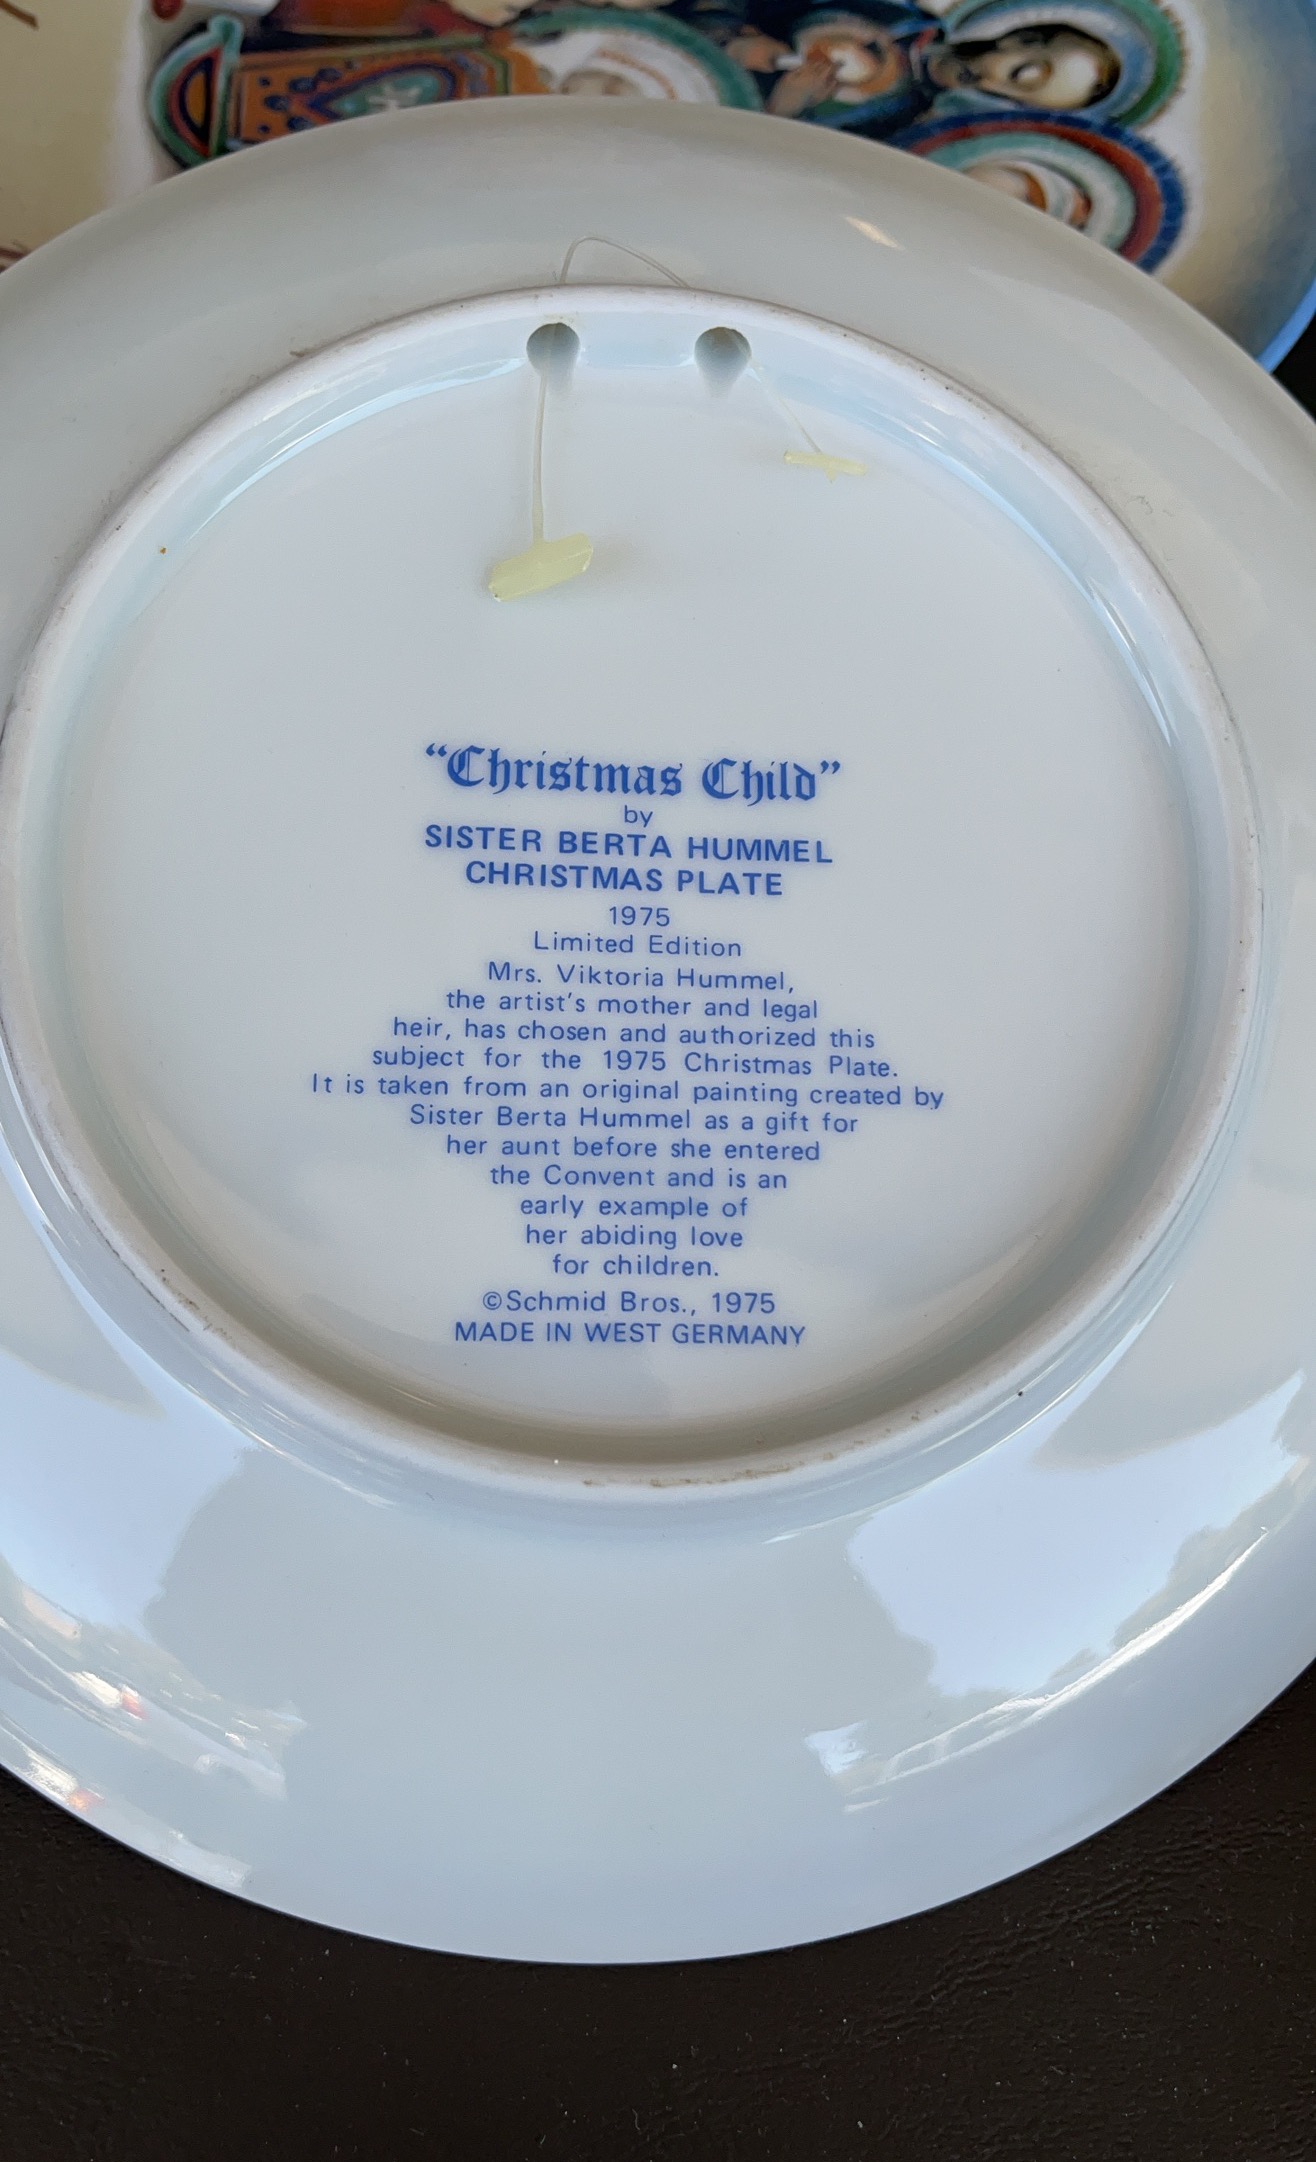 “Christmas Child”
by
SISTER BERTA HUMMEL
CHRISTMAS PLATE
1975
Limited Edition
Mrs. Viktoria Hummel,
the artist's mother and legal
heir, has chosen and authorized this
subject for the 1975 Christmas Plate.
It is taken from an original painting created by
Sister Berta Hummel as a gift for
her aunt before she entered
the Convent and is an
early example of
her abiding love
for children.
©Schmid Bros., 1975
MADE IN WEST GERMANY